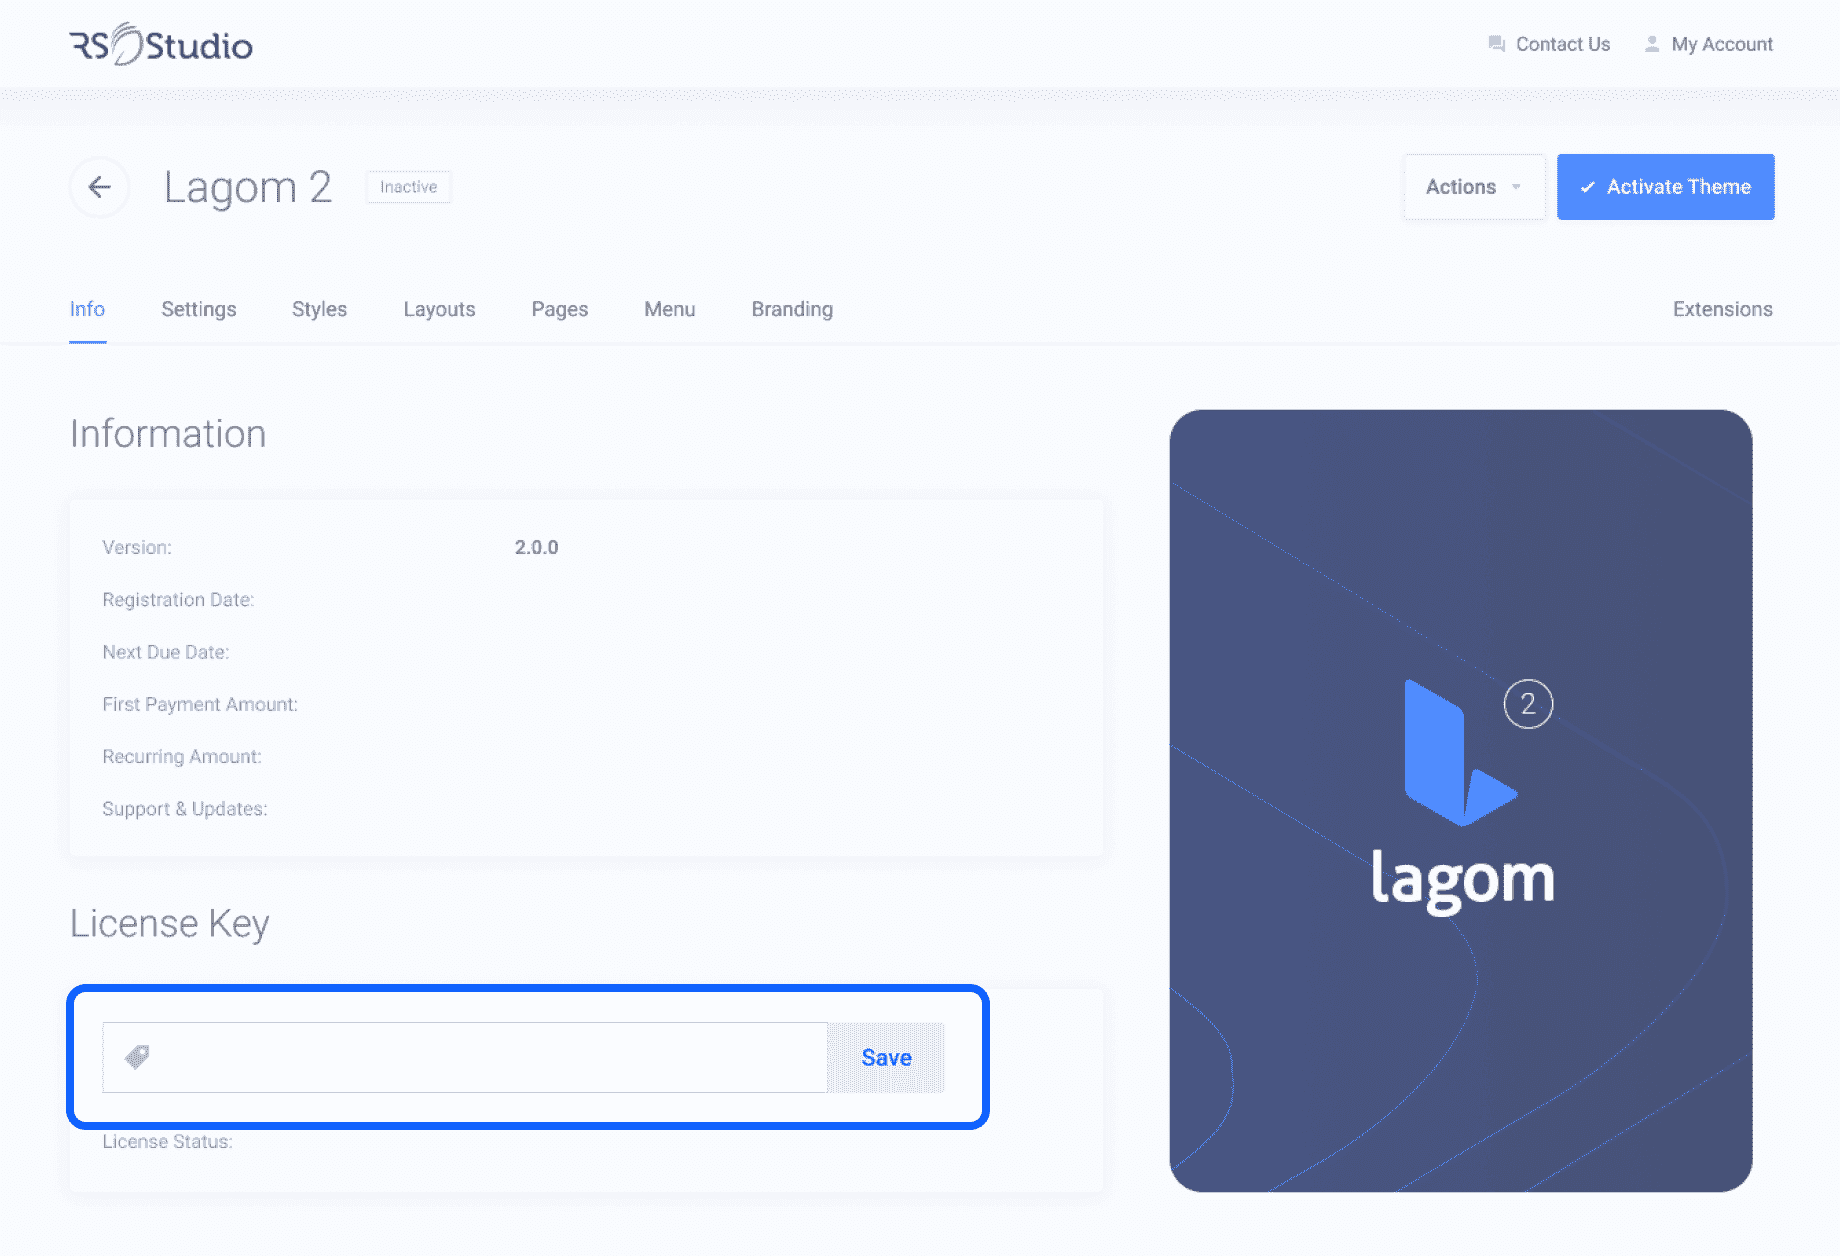 RS Studio
Contact Us
My Account
Lagom 2
Inactive
Actions
Activate Theme
Info
Settings
Styles
Layouts
Pages
Menu
Branding
Extensions
Information
Version: 2.0.0
Registration Date:
Next Due Date:
First Payment Amount:
Recurring Amount:
Support & Updates:
2
lagom
License Key
Save
License Status: